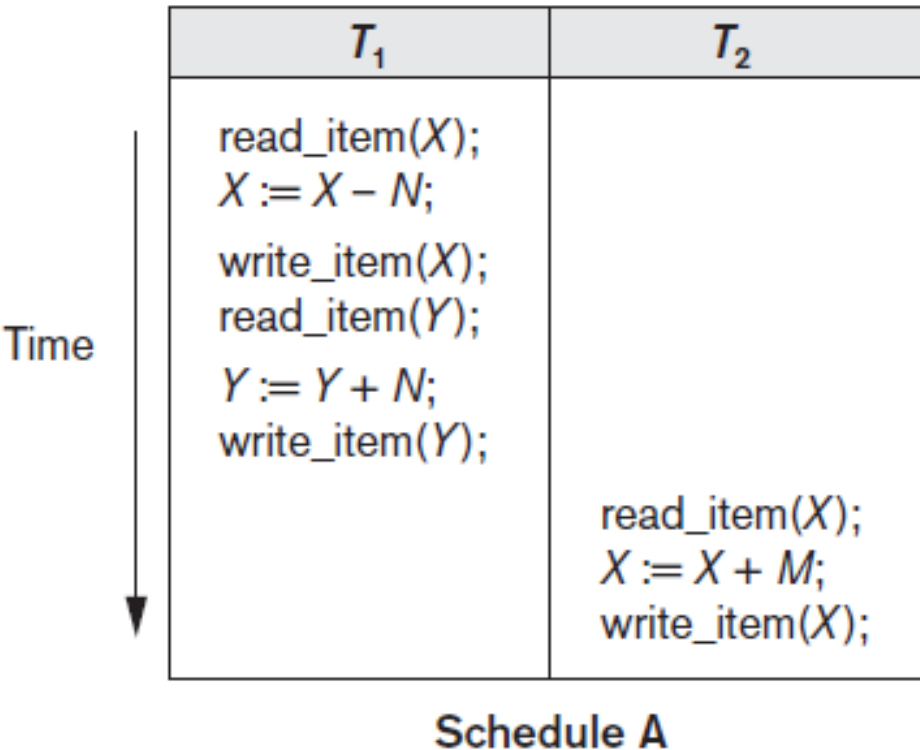 T₁ T₂
read_item(X);
X := X – N;
write_item(X);
read_item(Y);
Time
Y := Y + N;
write_item(Y);
read_item(X);
X := X + M;
write_item(X);
Schedule A